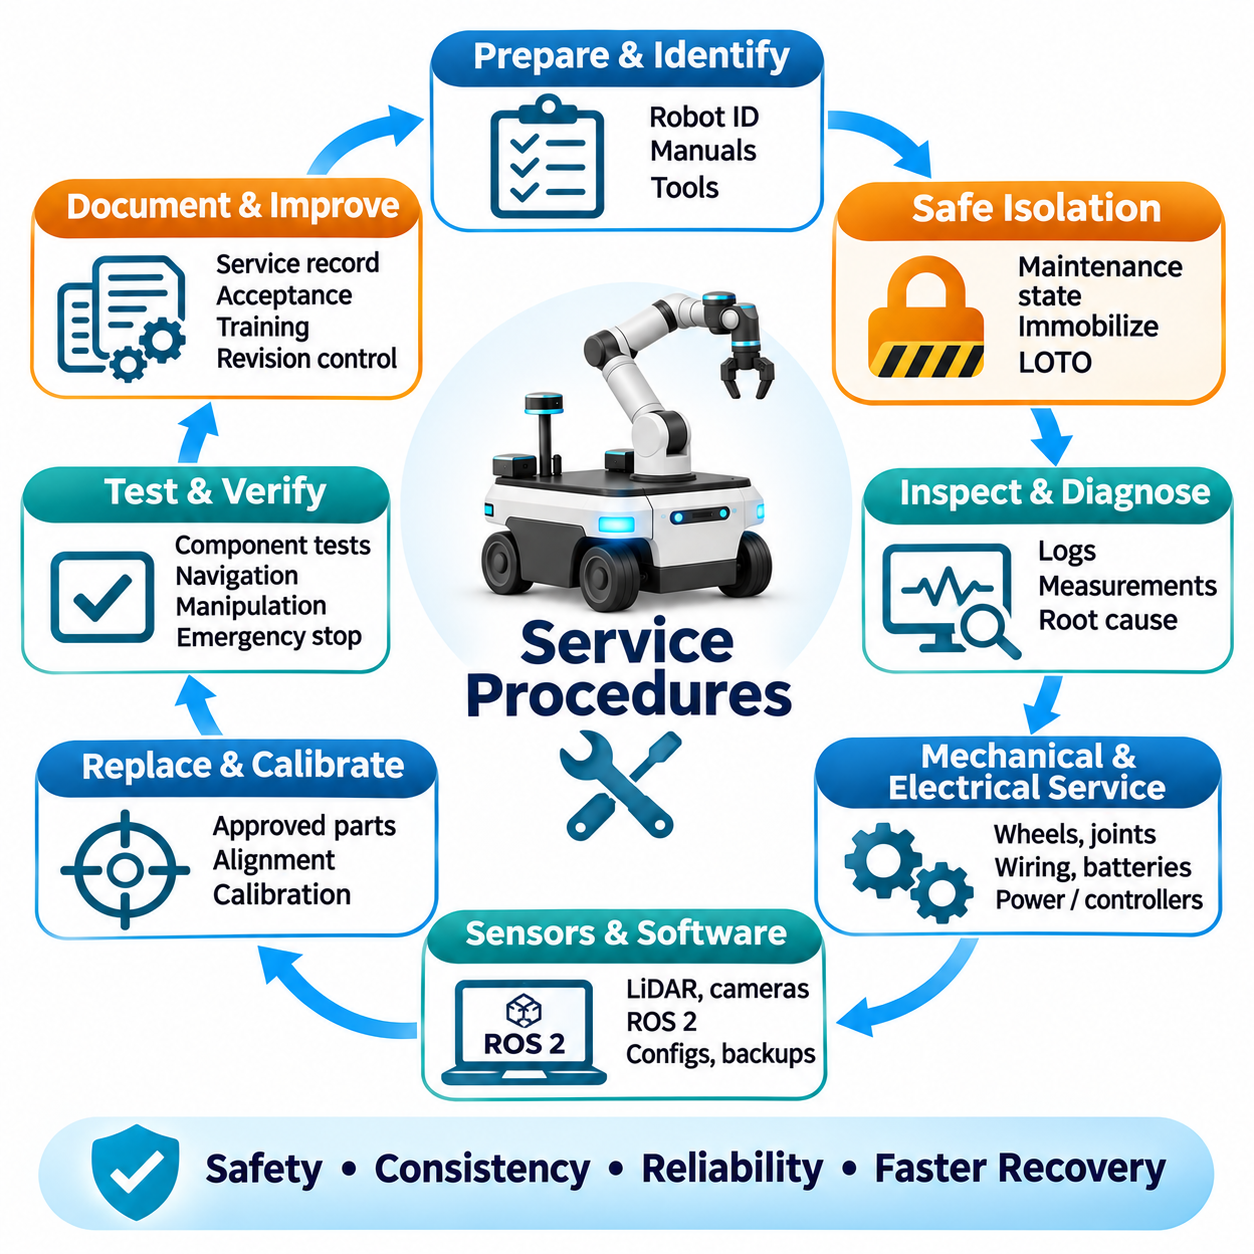 Prepare & Identify
Robot ID
Manuals
Tools
Safe Isolation
Maintenance
state
Immobilize
LOTO
Inspect & Diagnose
Logs
Measurements
Root cause
Mechanical &
Electrical Service
Wheels, joints
Wiring, batteries
Power / controllers
Sensors & Software
ROS 2
LiDAR, cameras
ROS 2
Configs, backups
Replace & Calibrate
Approved parts
Alignment
Calibration
Test & Verify
Component tests
Navigation
Manipulation
Emergency stop
Document & Improve
Service record
Acceptance
Training
Revision control
Service
Procedures
Safety • Consistency • Reliability • Faster Recovery